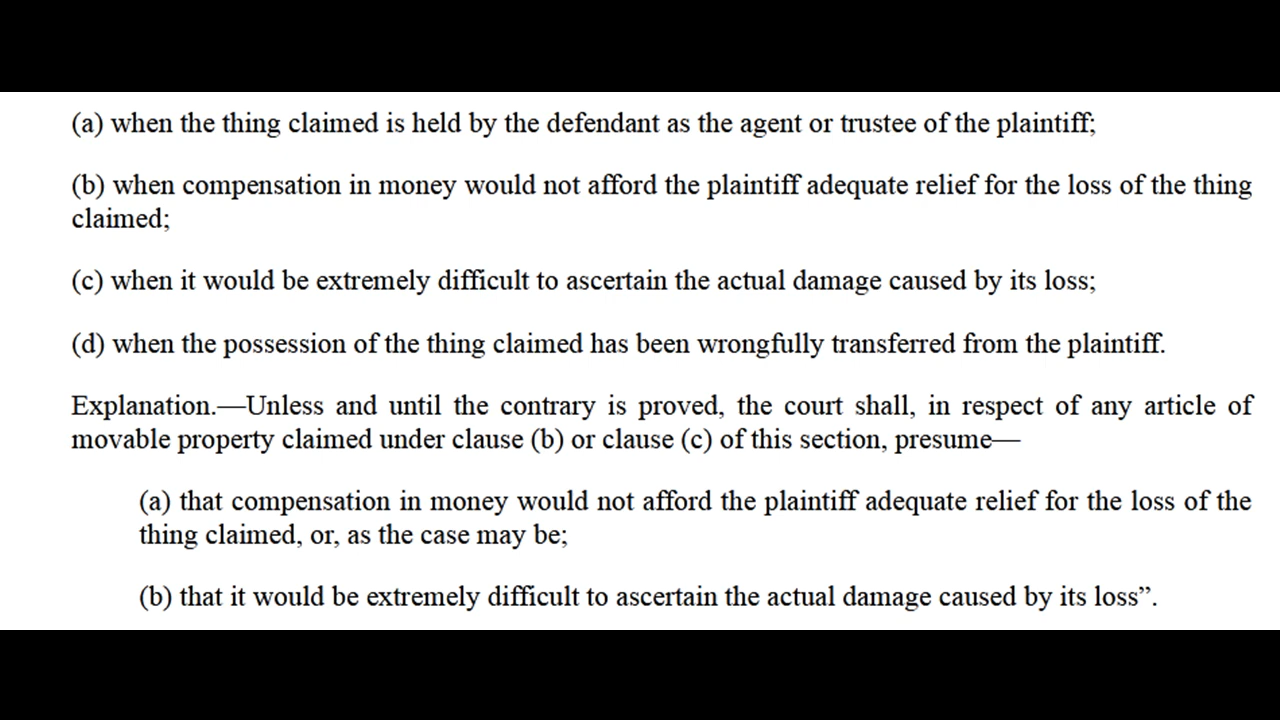 (a) when the thing claimed is held by the defendant as the agent or trustee of the plaintiff;
(b) when compensation in money would not afford the plaintiff adequate relief for the loss of the thing
claimed;
(c) when it would be extremely difficult to ascertain the actual damage caused by its loss;
(d) when the possession of the thing claimed has been wrongfully transferred from the plaintiff.
Explanation.—Unless and until the contrary is proved, the court shall, in respect of any article of
movable property claimed under clause (b) or clause (c) of this section, presume—
(a) that compensation in money would not afford the plaintiff adequate relief for the loss of the
thing claimed, or, as the case may be;
(b) that it would be extremely difficult to ascertain the actual damage caused by its loss”.